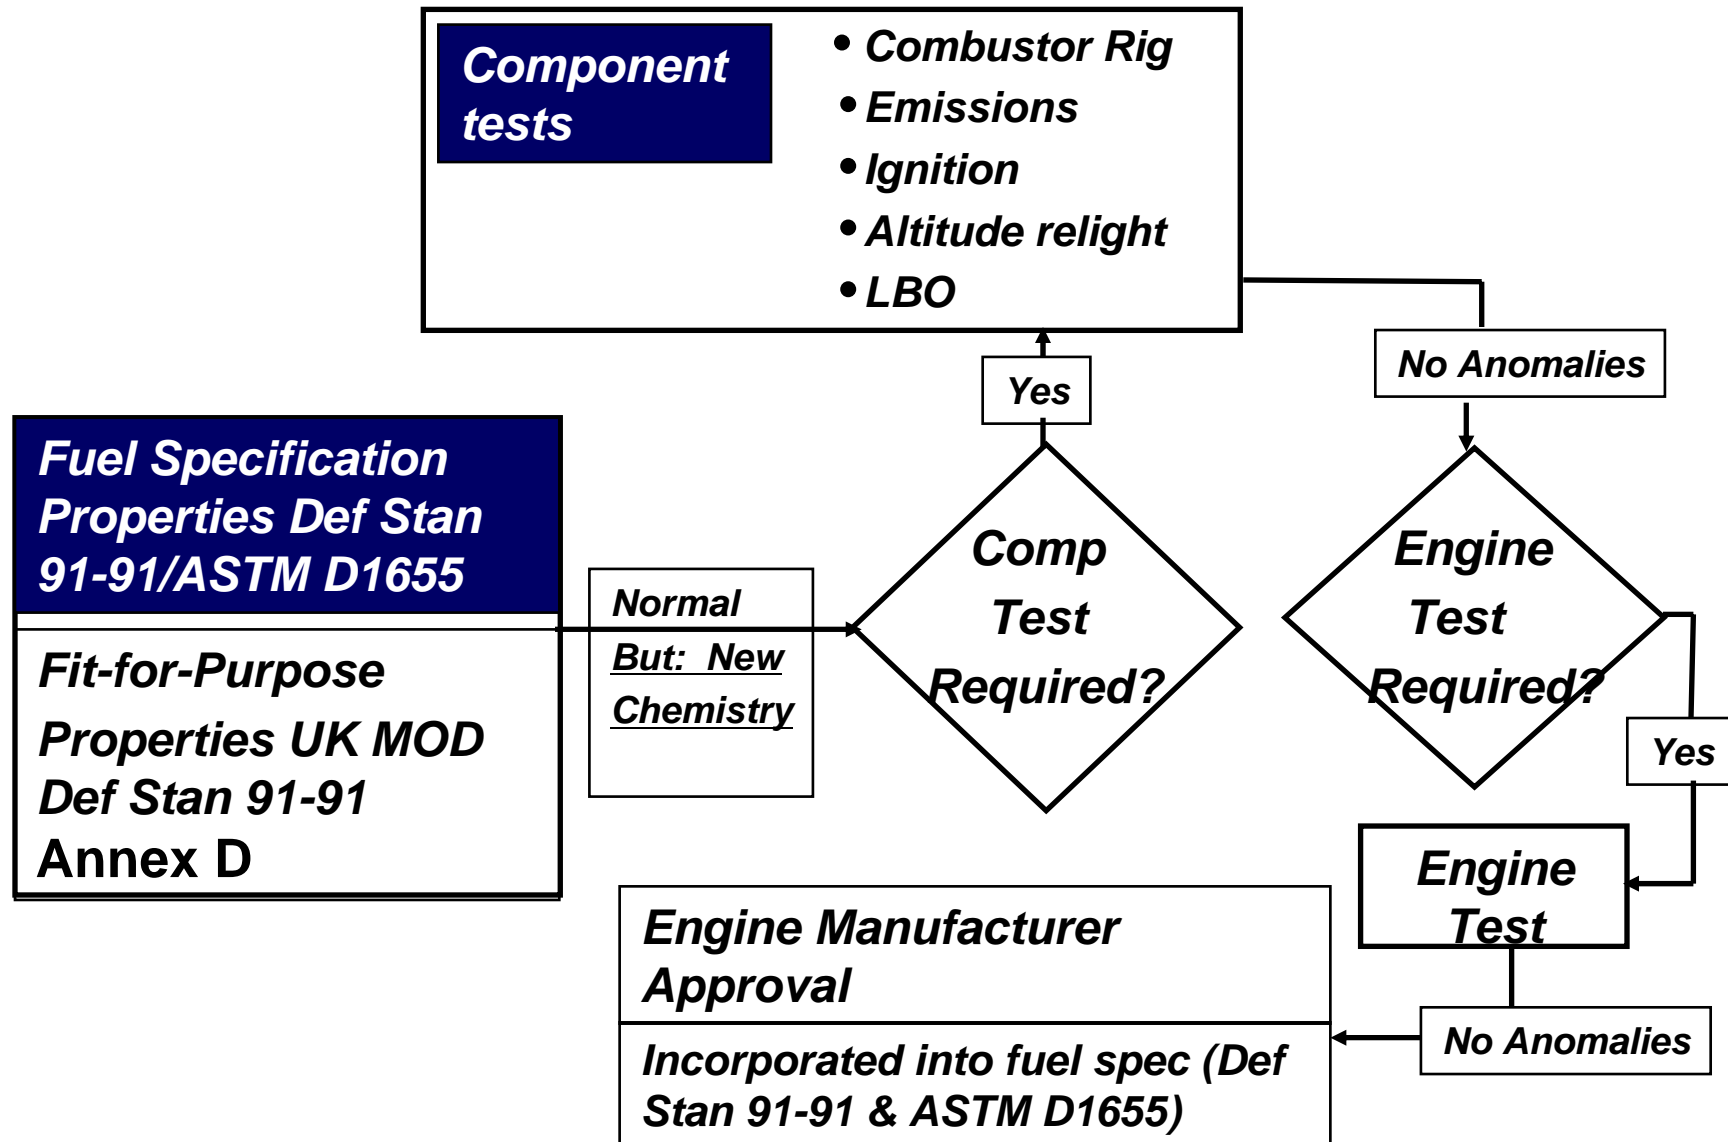 Component
tests
• Combustor Rig
• Emissions
• Ignition
• Altitude relight
• LBO
No Anomalies
Yes
Fuel Specification
Properties Def Stan
91-91/ASTM D1655
Fit-for-Purpose
Properties UK MOD
Def Stan 91-91
Annex D
Normal
But: New
Chemistry
Comp
Test
Required?
Engine
Test
Required?
Yes
Engine
Test
No Anomalies
Engine Manufacturer
Approval
Incorporated into fuel spec (Def
Stan 91-91 & ASTM D1655)